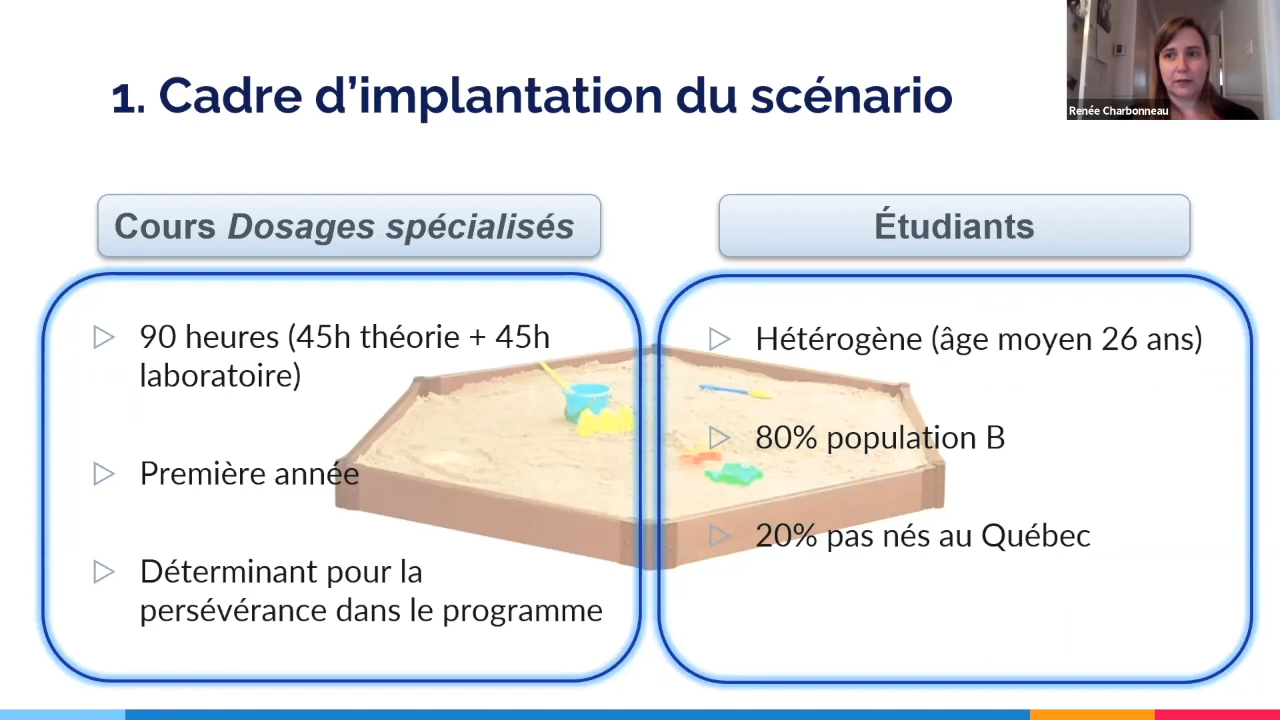 1. Cadre d’implantation du scénario
Renée Charbonneau
Cours Dosages spécialisés
90 heures (45h théorie + 45h
laboratoire)
Première année
Déterminant pour la
persévérance dans le programme
Étudiants
Hétérogène (âge moyen 26 ans)
80% population B
20% pas nés au Québec